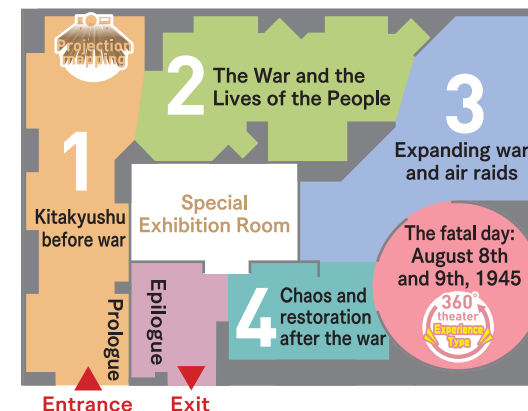 Projection
mapping
1
Kitakyushu
before war
Prologue
2
The War and the
Lives of the People
3
Expanding war
and air raids
Special
Exhibition Room
The fatal day:
August 8th
and 9th, 1945
360°
theater
Experience
Type
4
Chaos and
restoration
after the war
Epilogue
Entrance
Exit